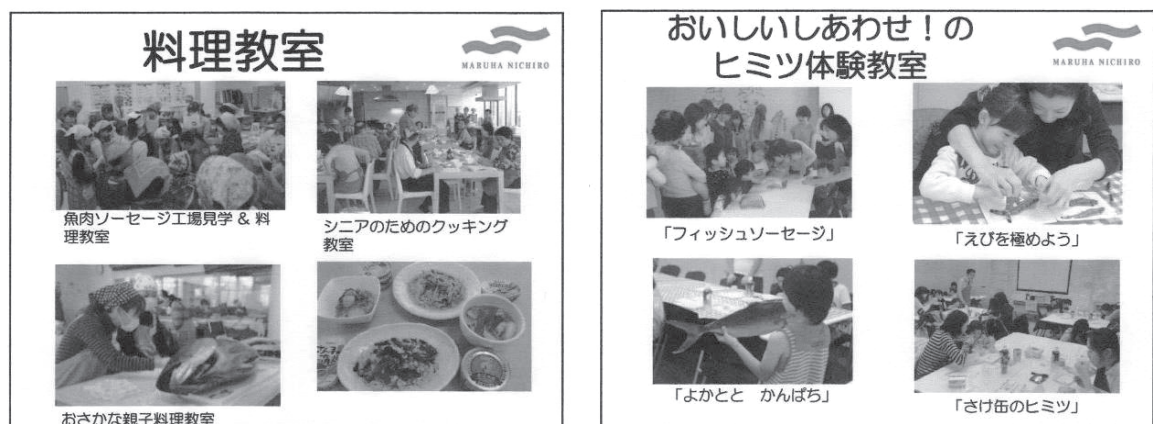 料理教室
MARUHA NICHIRO
魚肉ソーセージ工場見学 & 料
理教室
シニアのためのクッキング
教室
おさかな親子料理教室
おいしいしあわせ！の
ヒミツ体験教室
MARUHA NICHIRO
「フィッシュソーセージ」
「えびを極めよう」
「よかとと　かんぱち」
「さけ缶のヒミツ」